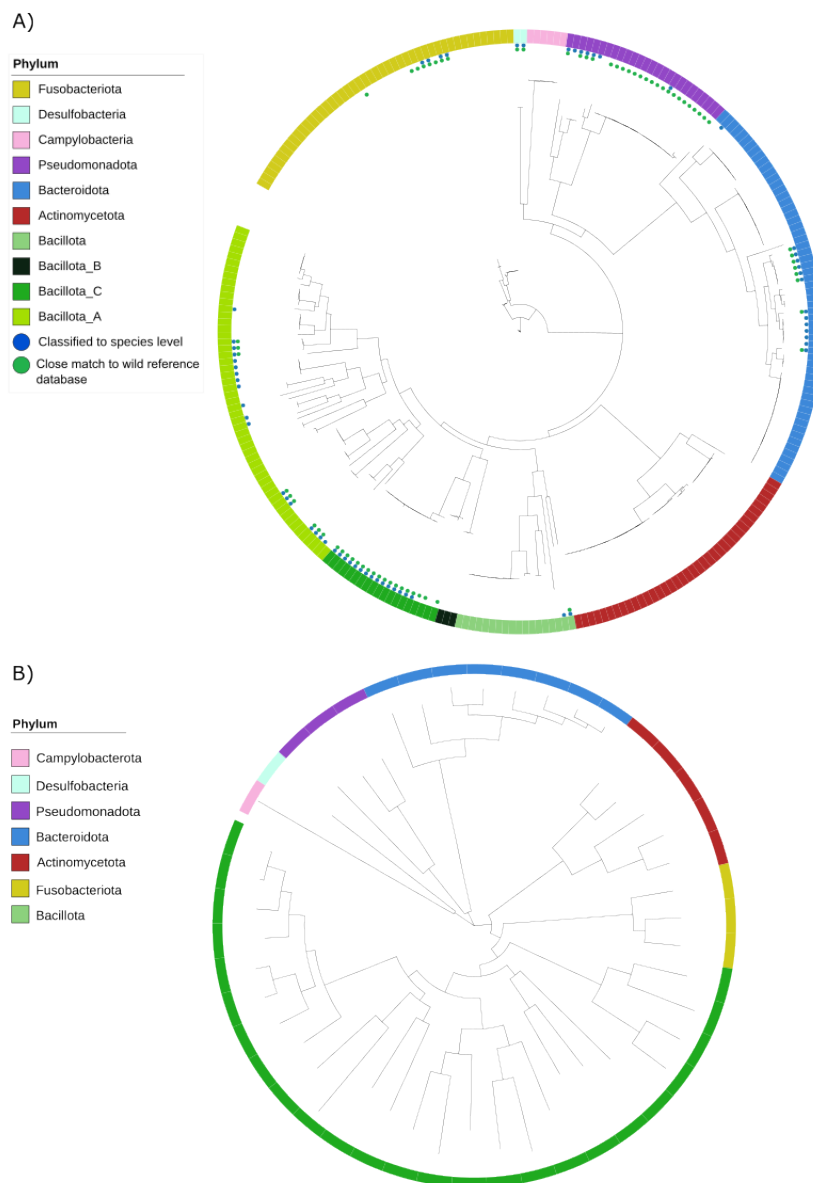 A)
Phylum
Fusobacteriota
Desulfobacteria
Campylobacteria
Pseudomonadota
Bacteroidota
Actinomycetota
Bacillota
Bacillota_B
Bacillota_C
Bacillota_A
Classified to species level
Close match to wild reference
database
B)
Phylum
Campylobacterota
Desulfobacteria
Pseudomonadota
Bacteroidota
Actinomycetota
Fusobacteriota
Bacillota